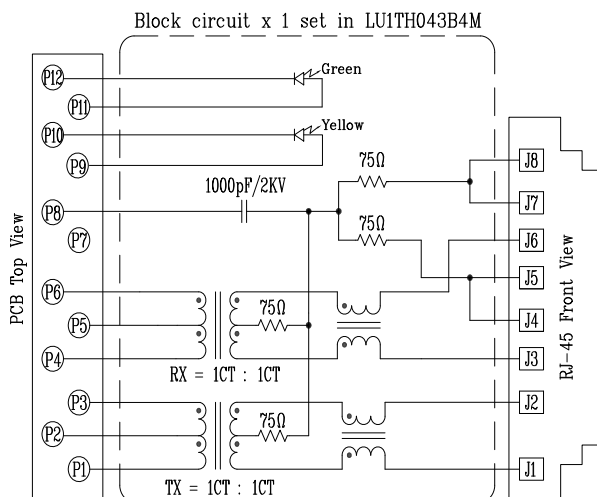 Block circuit x 1 set in LU1TH043B4M
P12
Green
P11
P10
Yellow
P9
75Ω
J8
1000pF/2KV
P8
J7
75Ω
P7
J6
J5
P6
75Ω
P5
J4
P4
J3
RX = 1CT : 1CT
P3
J2
75Ω
P2
P1
J1
TX = 1CT : 1CT
PCB Top View
RJ-45 Front View